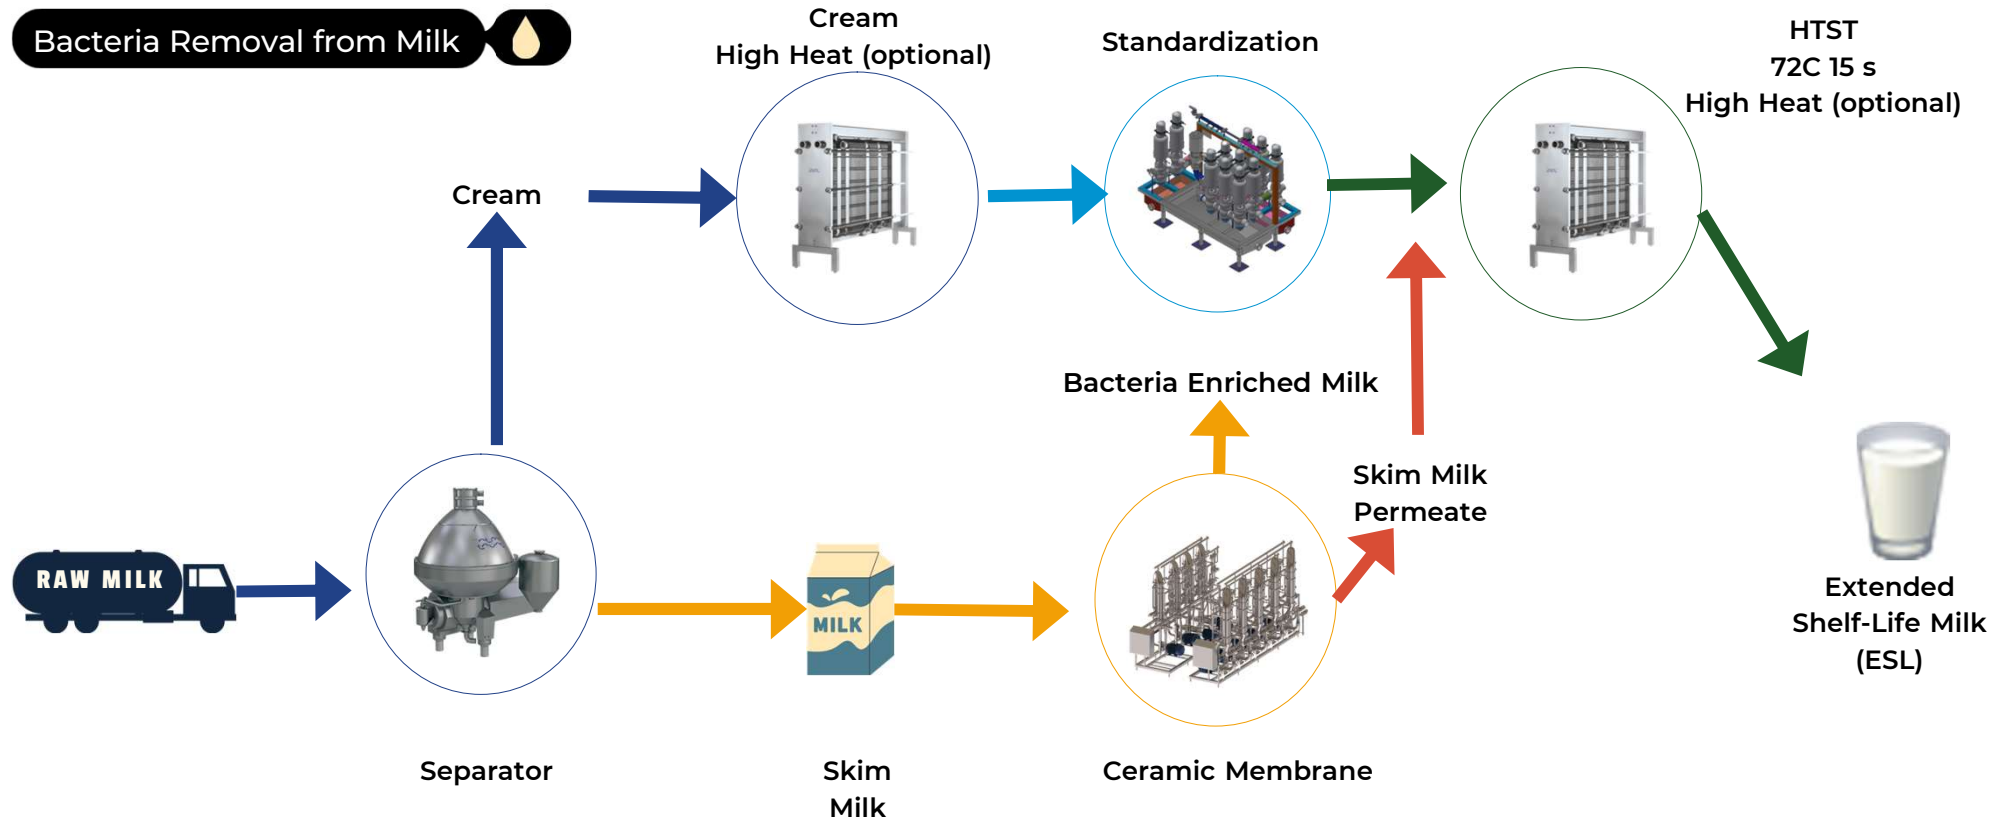 Bacteria Removal from Milk
Cream
High Heat (optional)
Standardization
HTST
72C 15 s
High Heat (optional)
Cream
Bacteria Enriched Milk
Skim Milk
Permeate
RAW MILK
MILK
Extended
Shelf-Life Milk
(ESL)
Separator
Skim
Milk
Ceramic Membrane